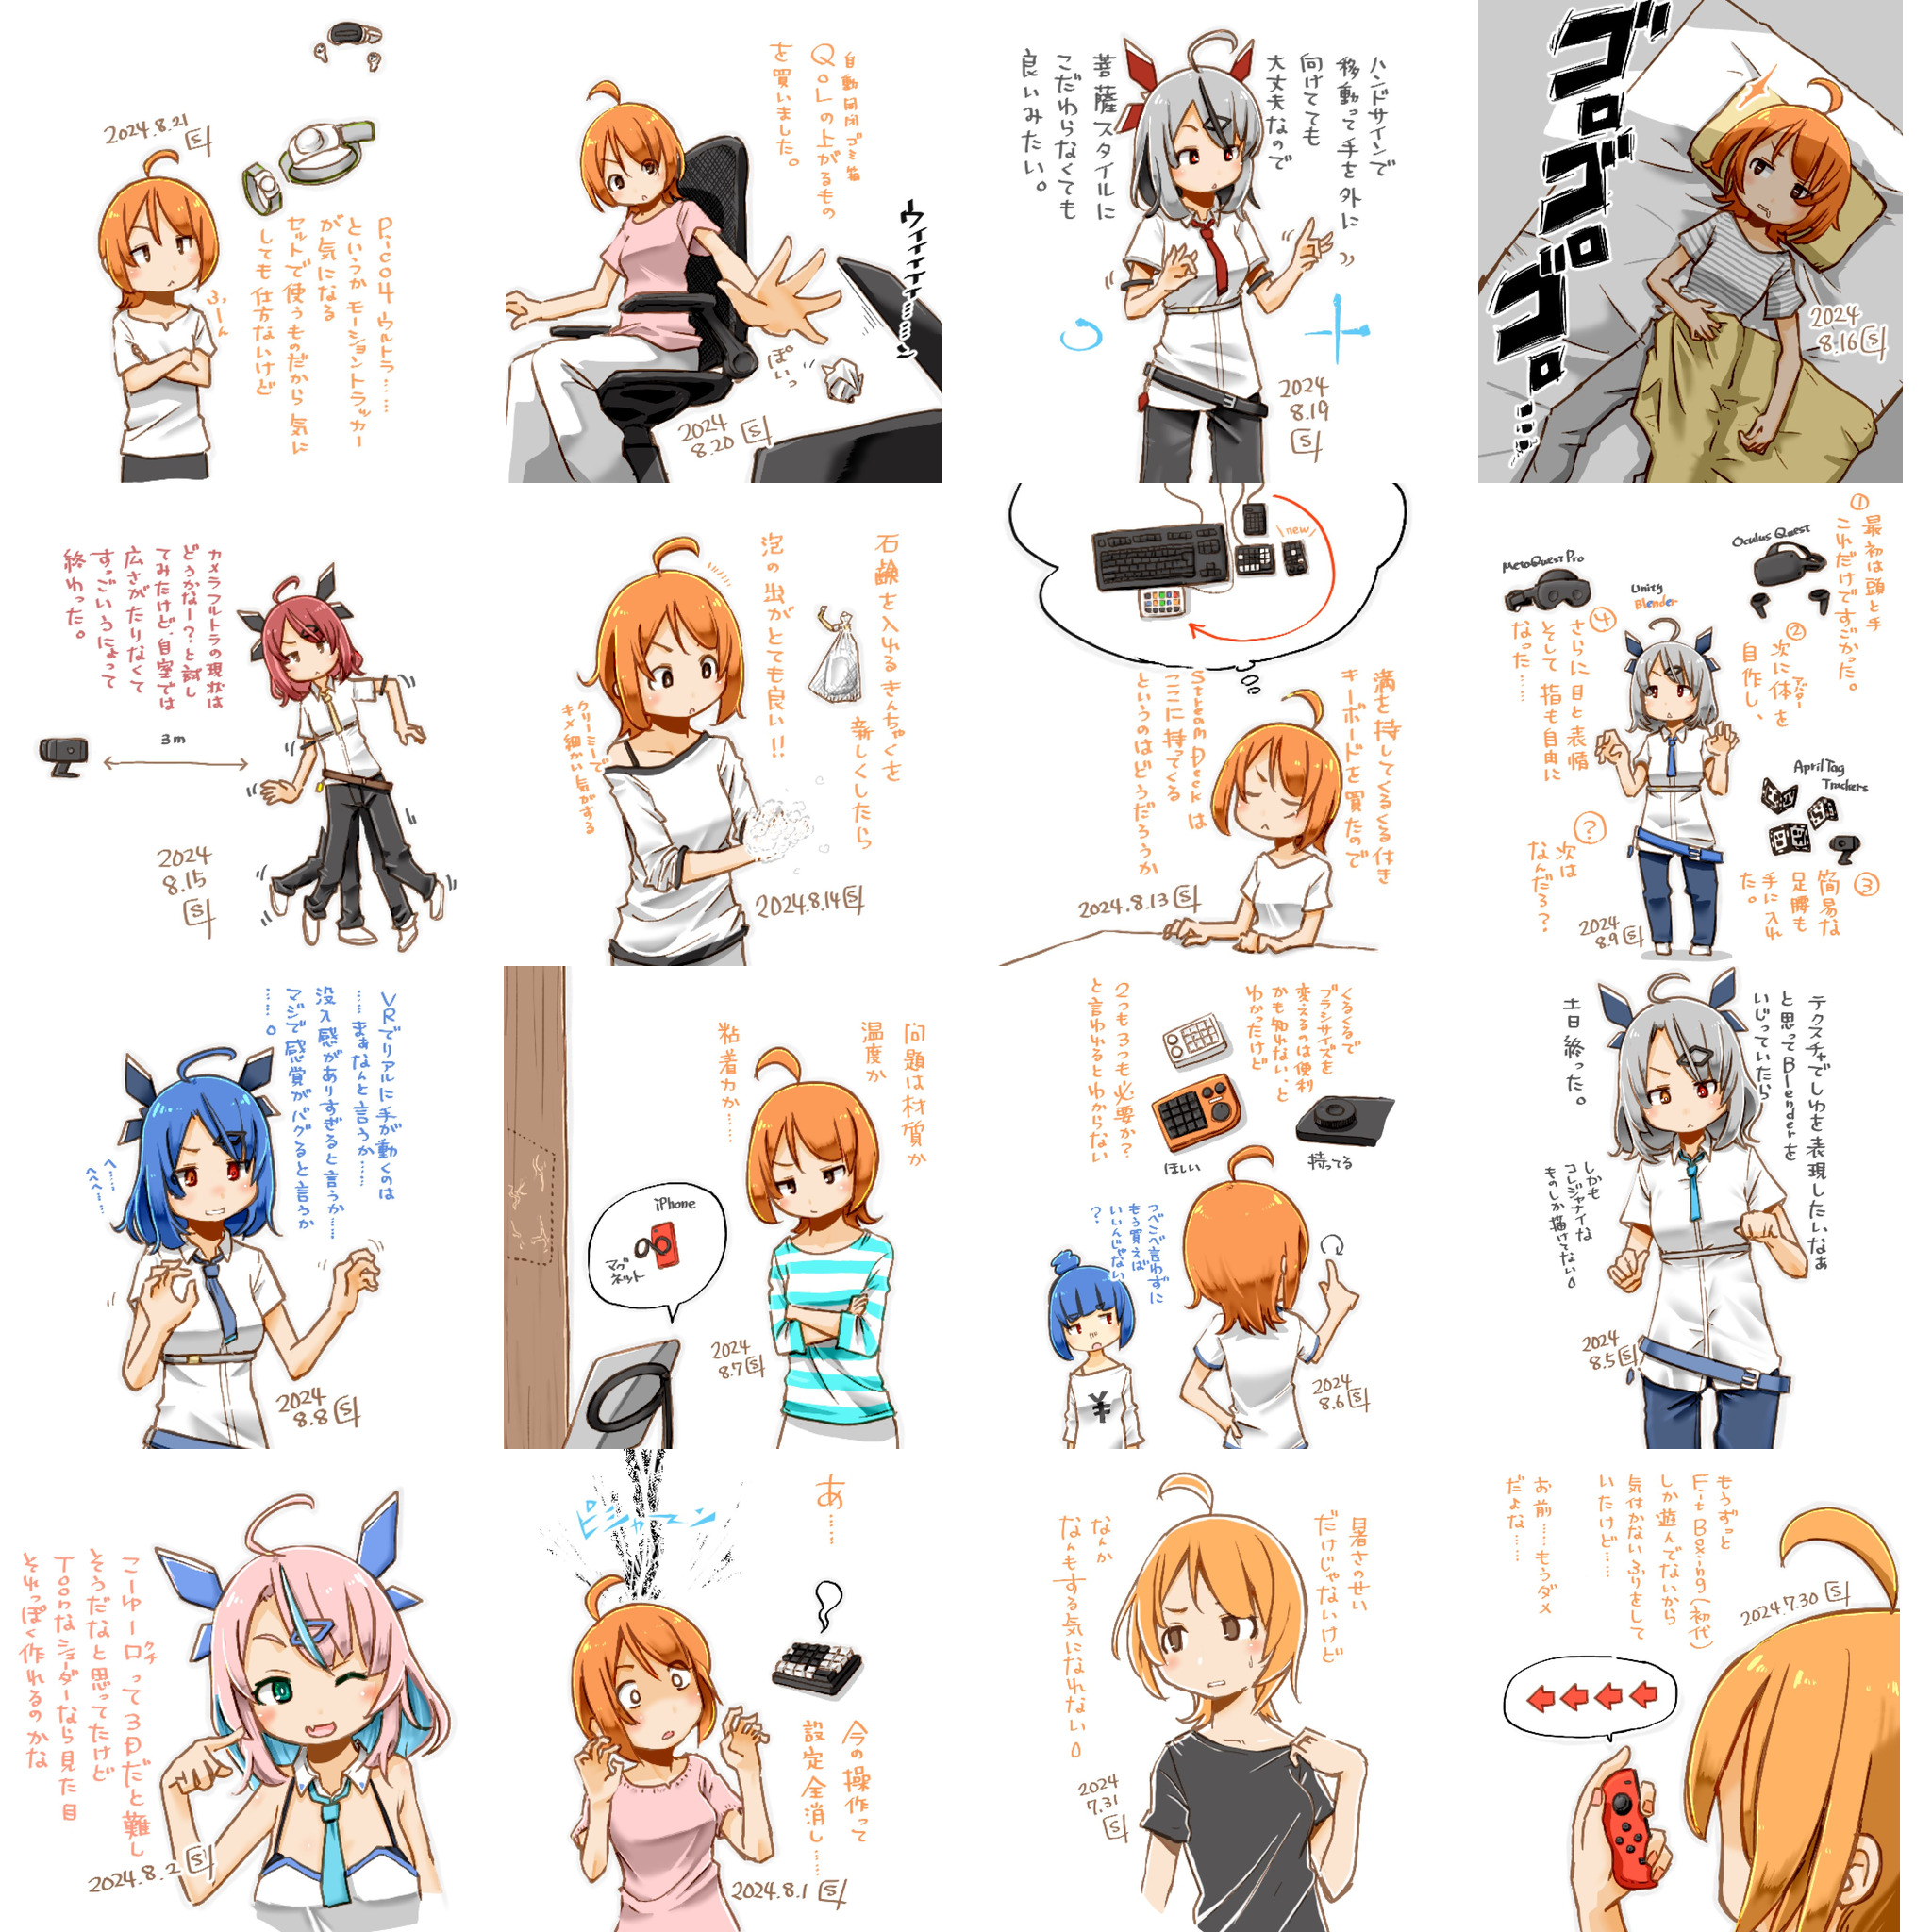 2024.8.21
Pico4ウルトラ……
というかモーショントラッカー
が気になる
セットで使うものだから気に
しても仕方ないけど
ふーん
自動開閉ゴミ箱
QoLの上がるもの
を買いました。
ウイイイイ……ン
ぽいっ
2024
8.20
ハンドサインで
移動って手を外に
向けてても
大丈夫なので
菩薩スタイルに
こだわらなくても
良いみたい。
2024
8.19
ゴロゴロゴロ……
2024
8.16
カメラフルトラの現状は
どうかなー?と試し
てみたけど、自室では
広さがたりなくて
すっごいうにょって
終わった。
3m
2024
8.15
石鹸を入れるきんちゃくを
新しくしたら
泡の出がとても良い!!
クリーミーで
キメ細かい気がする
2024.8.14
new
満を持してくるくる付き
キーボードを買ったので
Stream Deckは
ここに持ってくる
というのはどうだろうか
2024.8.13
①
最初は頭と手
これだけですごかった。
Oculus Quest
②
次に体を
アバター
自作し、
Unity
Blender
③
簡易な
足腰も
手に入れ
た。
AprilTag
Trackers
MetaQuest Pro
④
さらに目と表情
そして指も自由に
なった……
?
次は
なんだろ?
2024
8.9
VRでリアルに手が動くのは
……まぁなんと言うか……
没入感がありすぎると言うか……
マジで感覚がバグると言うか
……。
へ……
へへへ……
2024
8.8
問題は材質か
温度か
粘着力か……
iPhone
マグ
ネット
2024
8.7
くるくるで
ブラシサイズを
変えるのは便利
かも知れない、と
わかったけど
2つも3つも必要か?
と言われるとわからない
ほしい
持ってる
つべこべ言わずに
もう買えば
いいんじゃない
?
¥
2024
8.6
テクスチャでしわを表現したいなぁ
と思ってBlenderを
いじっていたら
土日終った。
しかも
コレジャナイな
ものしか描けてない。
2024
8.5
こーゆー口って3Dだと難し
クチ
そうだなと思ってたけど
Toonなシェーダーなら見た目
それっぽく作れるのかな
2024.8.2
ピシャーン
あ……
今の操作って
設定全消し……
2024.8.1
暑さのせい
だけじゃないけど
なんか
なんもする気になれない。
2024
7.31
もうずっと
Fit Boxing(初代)
しか遊んでないから
気付かないふりをして
いたけど……
お前……もうダメ
だよな……
2024.7.30